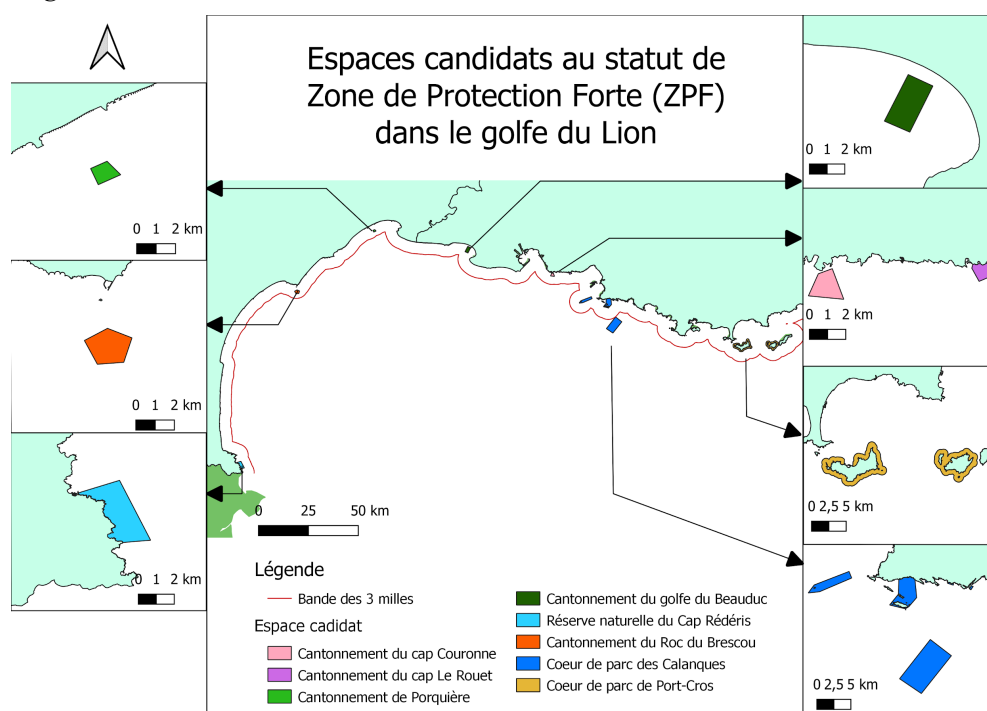 Espaces candidats au statut de
Zone de Protection Forte (ZPF)
dans le golfe du Lion
0 1 2 km
0 1 2 km
0 1 2 km
0 1 2 km
0 1 2 km
0 2,5 5 km
0 2,5 5 km
0 25 50 km
Légende
Bande des 3 milles
Espace cadidat
Cantonnement du cap Couronne
Cantonnement du cap Le Rouet
Cantonnement de Porquière
Cantonnement du golfe du Beauduc
Réserve naturelle du Cap Rédéris
Cantonnement du Roc du Brescou
Coeur de parc des Calanques
Coeur de parc de Port-Cros